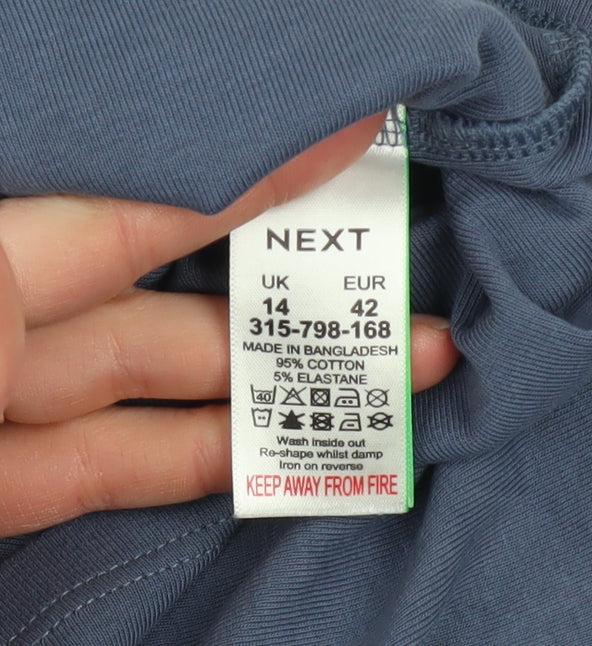 NEXT
UK EUR
14 42
315-798-168
MADE IN BANGLADESH
95% COTTON
5% ELASTANE
40
Wash inside out
Re-shape whilst damp
Iron on reverse
KEEP AWAY FROM FIRE